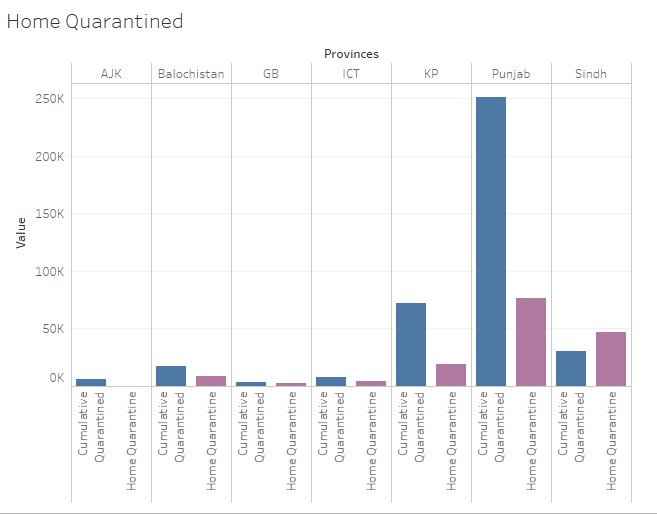 Home Quarantined
Provinces
AJK Balochistan GB ICT KP Punjab Sindh
250K
200K
150K
100K
50K
0K
Value
Cumulative
Quarantined
Home Quarantine
Cumulative
Quarantined
Home Quarantine
Cumulative
Quarantined
Home Quarantine
Cumulative
Quarantined
Home Quarantine
Cumulative
Quarantined
Home Quarantine
Cumulative
Quarantined
Home Quarantine
Cumulative
Quarantined
Home Quarantine